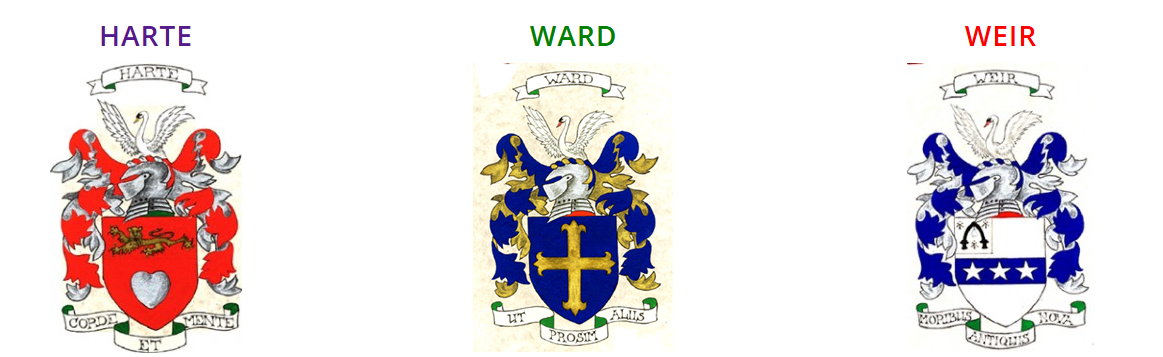 HARTE
WARD
WEIR
HARTE
WARD
WEIR
CORDE ET MENTE
UT PROSIM ALIIS
MORIBUS ANTIQUIS NOVA